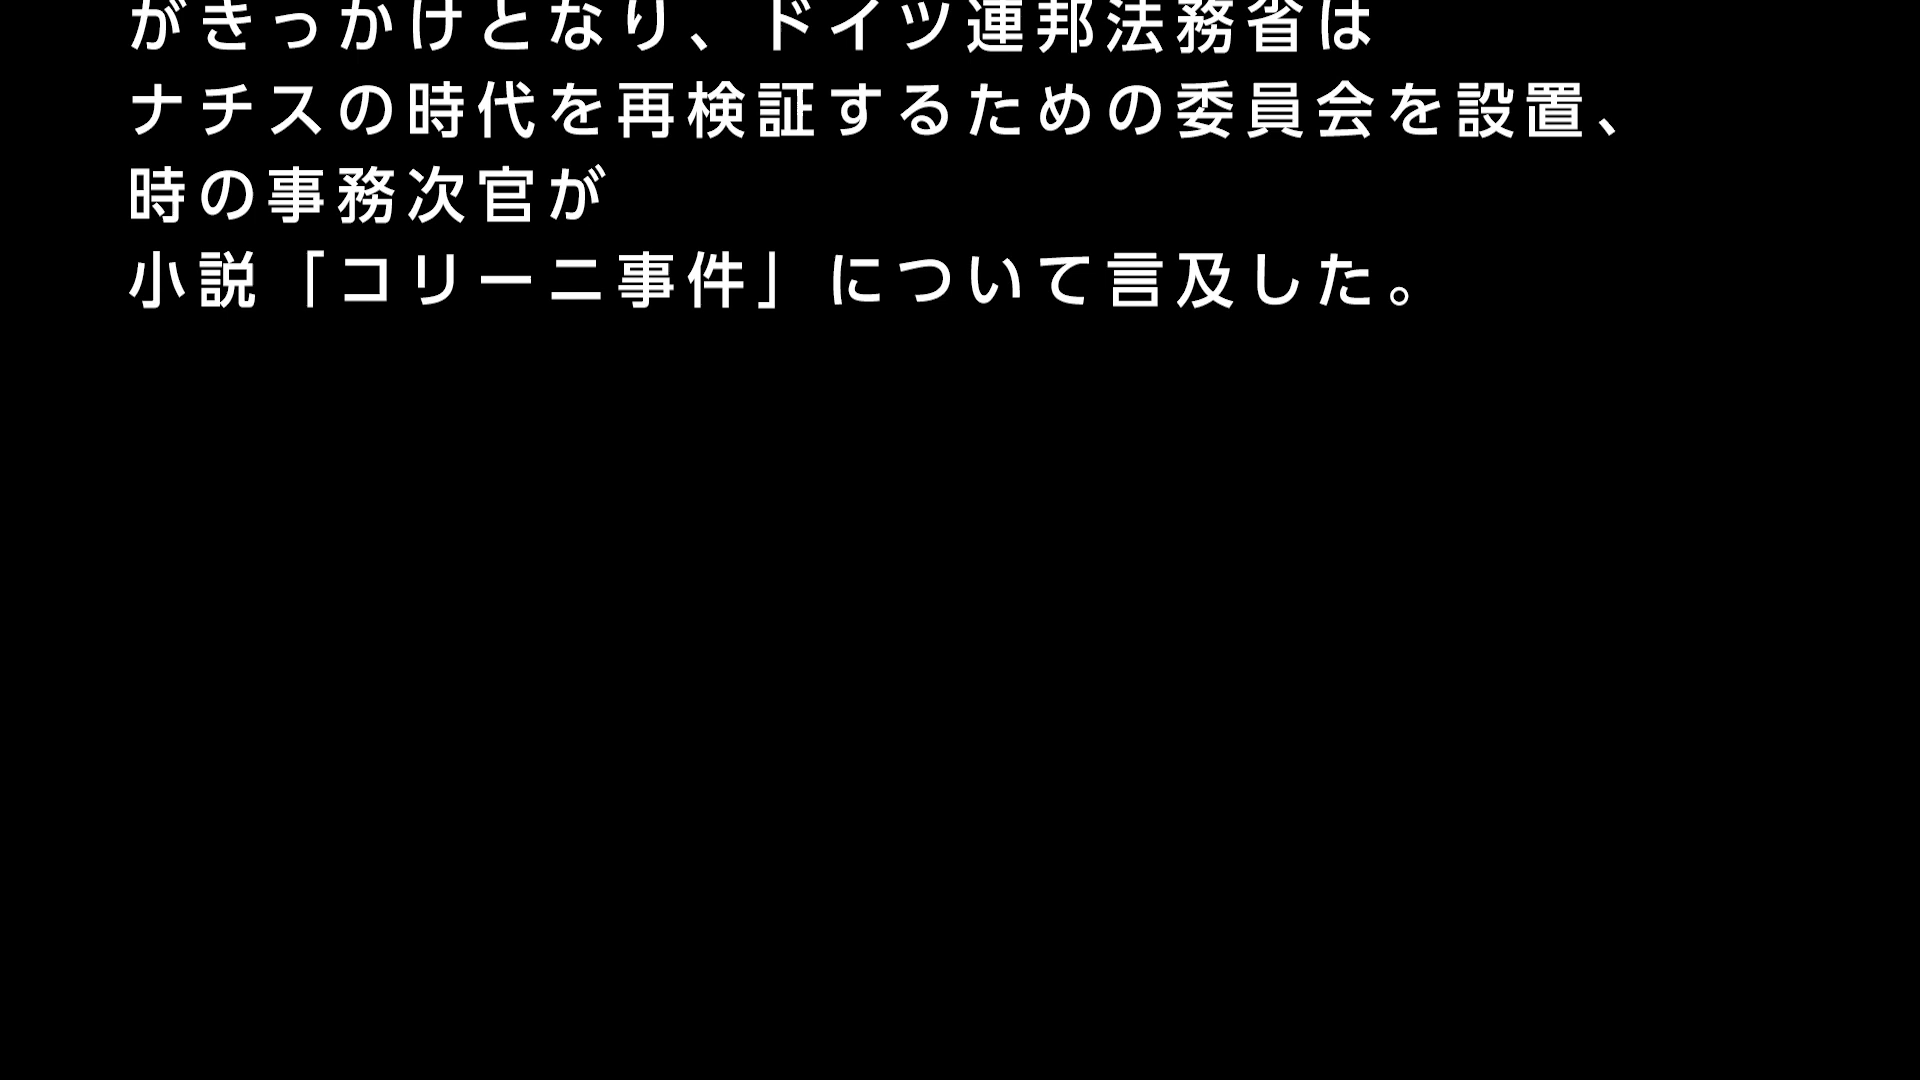 がきっかけとなり、ドイツ連邦法務省は
ナチスの時代を再検証するための委員会を設置、
時の事務次官が
小説「コリーニ事件」について言及した。